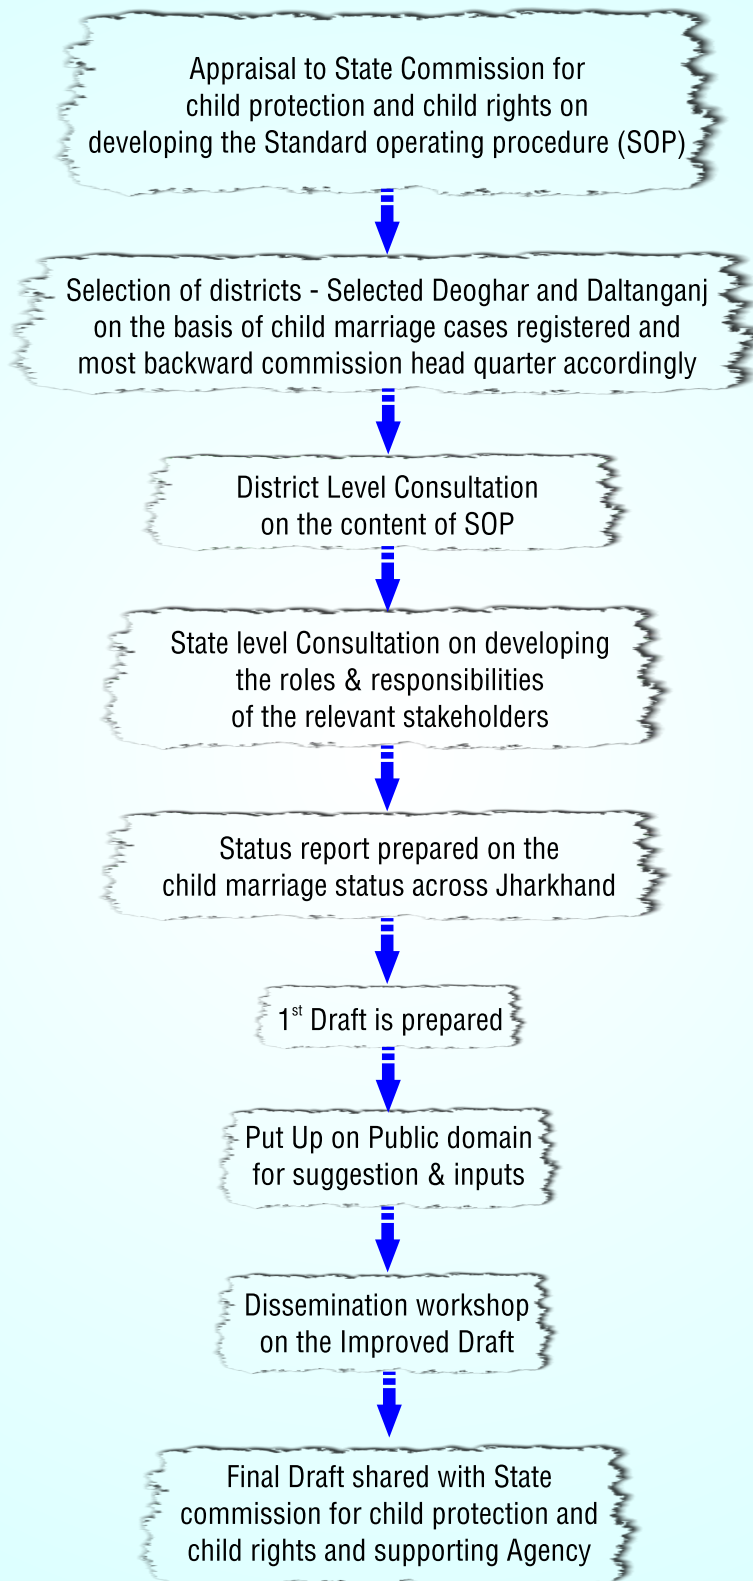 Appraisal to State Commission for
child protection and child rights on
developing the Standard operating procedure (SOP)
Selection of districts - Selected Deoghar and Daltanganj
on the basis of child marriage cases registered and
most backward commission head quarter accordingly
District Level Consultation
on the content of SOP
State level Consultation on developing
the roles & responsibilities
of the relevant stakeholders
Status report prepared on the
child marriage status across Jharkhand
1st Draft is prepared
Put Up on Public domain
for suggestion & inputs
Dissemination workshop
on the Improved Draft
Final Draft shared with State
commission for child protection and
child rights and supporting Agency